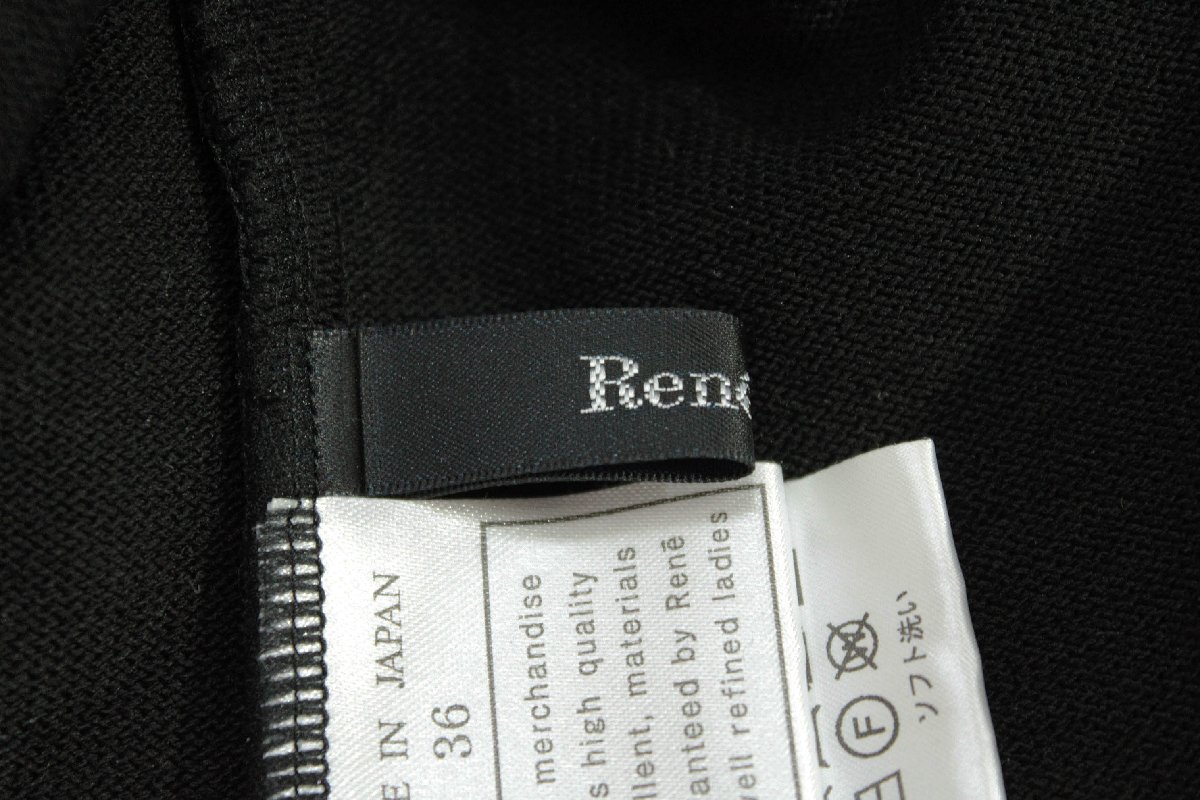 René
E IN JAPAN
36
merchandise
s high quality
llent, materials
anteed by Renē
well refined ladies
F
ソフト洗い